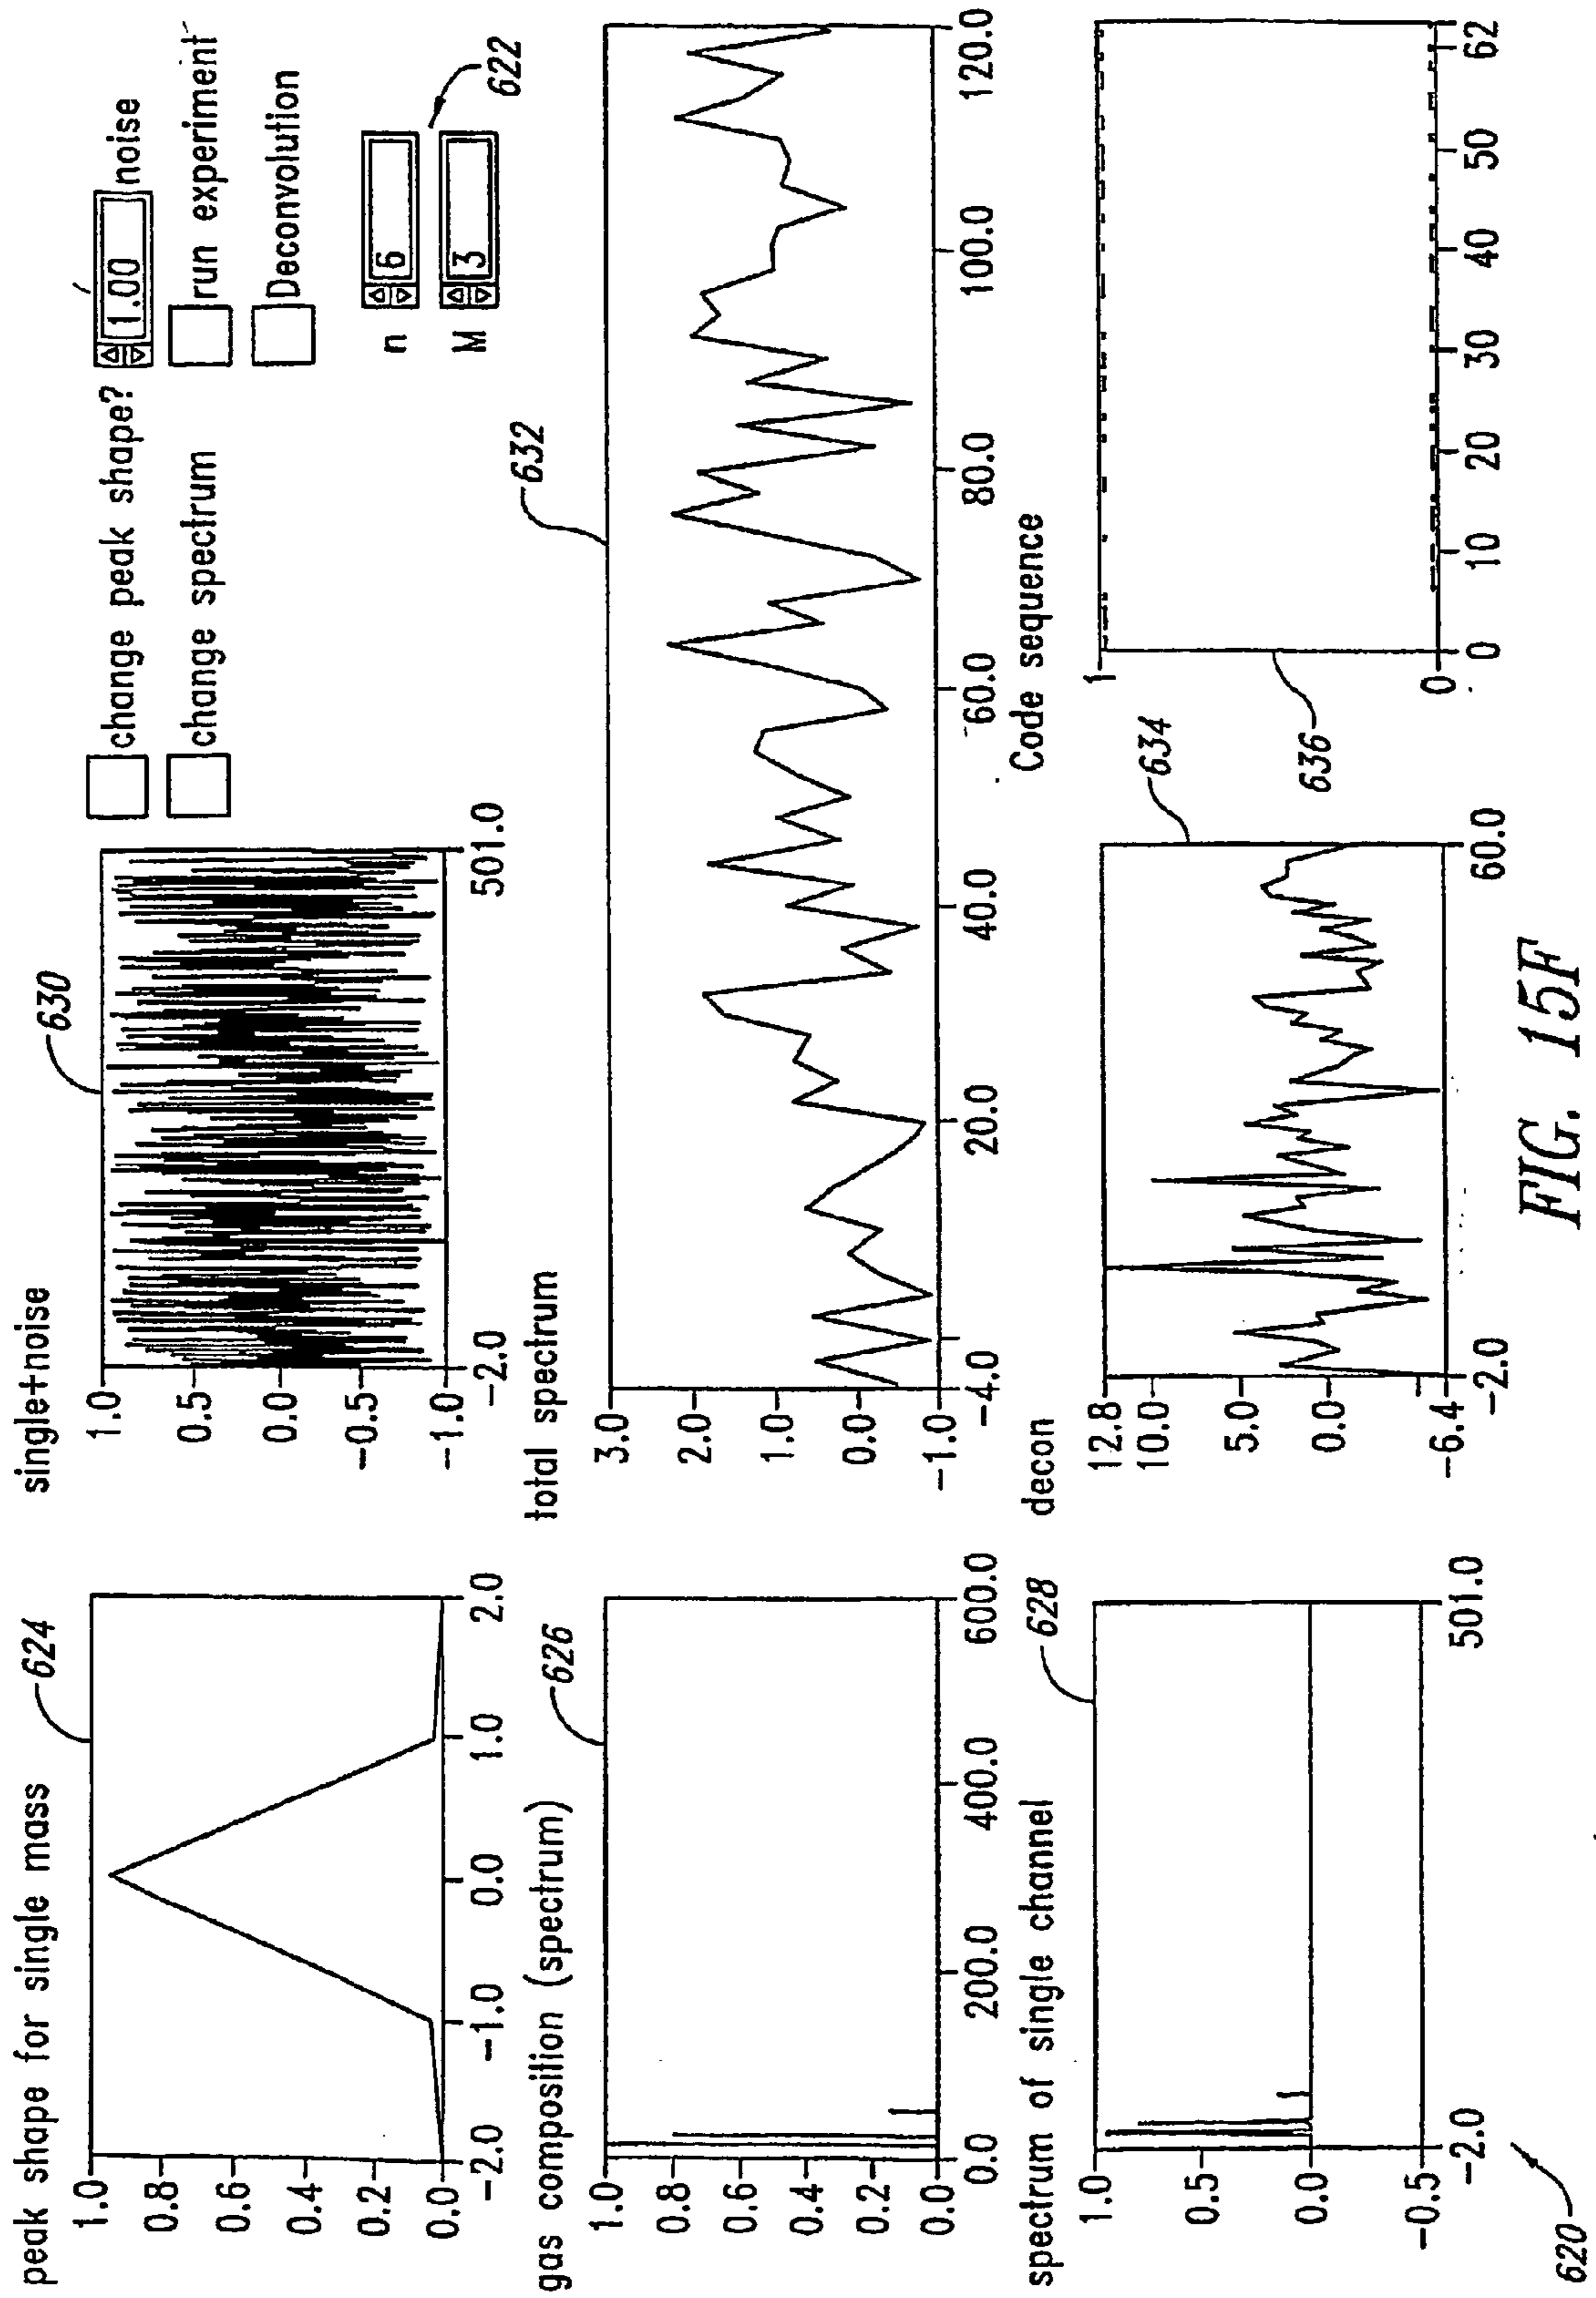 peak shape for single mass
624
1.0
0.8
0.6
0.4
0.2
0.0
-2.0 -1.0 0.0 1.0 2.0
single+noise
630
1.0
0.5
0.0
-0.5
-1.0
-2.0 501.0
change peak shape?
1.00 noise
change spectrum
run experiment
Deconvolution
n 6
M 3
622
gas composition (spectrum)
626
1.0
0.8
0.6
0.4
0.2
0.0
0.0 200.0 400.0 600.0
total spectrum
632
3.0
2.0
1.0
0.0
-1.0
-4.0 20.0 40.0 60.0 80.0 100.0 120.0
spectrum of single channel
628
1.0
0.5
0.0
-0.5
-2.0 501.0
decon
634
12.8
10.0
5.0
0.0
-6.4
-2.0 60.0
Code sequence
636
1
0
0 10 20 30 40 50 62
620
FIG. 15F